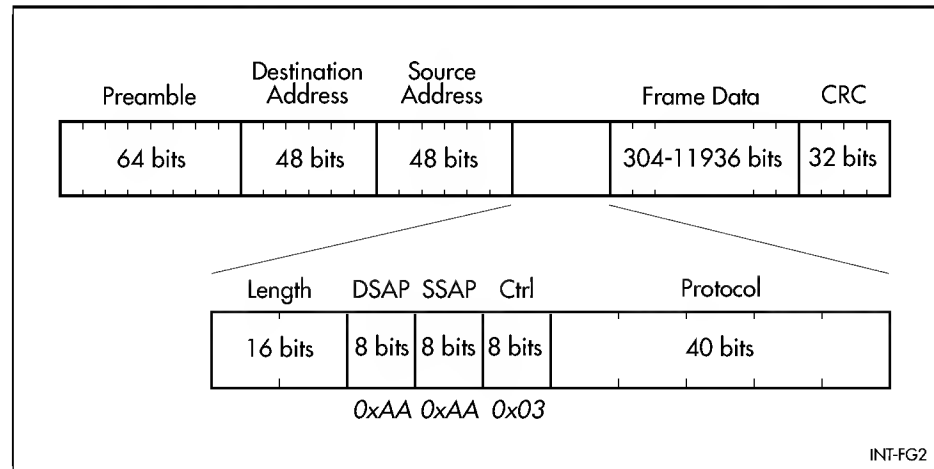 Preamble
Destination
Address
Source
Address
Frame Data
CRC
64 bits
48 bits
48 bits
304-11936 bits
32 bits
Length
DSAP
SSAP
Ctrl
Protocol
16 bits
8 bits
8 bits
8 bits
40 bits
0xAA
0xAA
0x03
INT-FG2